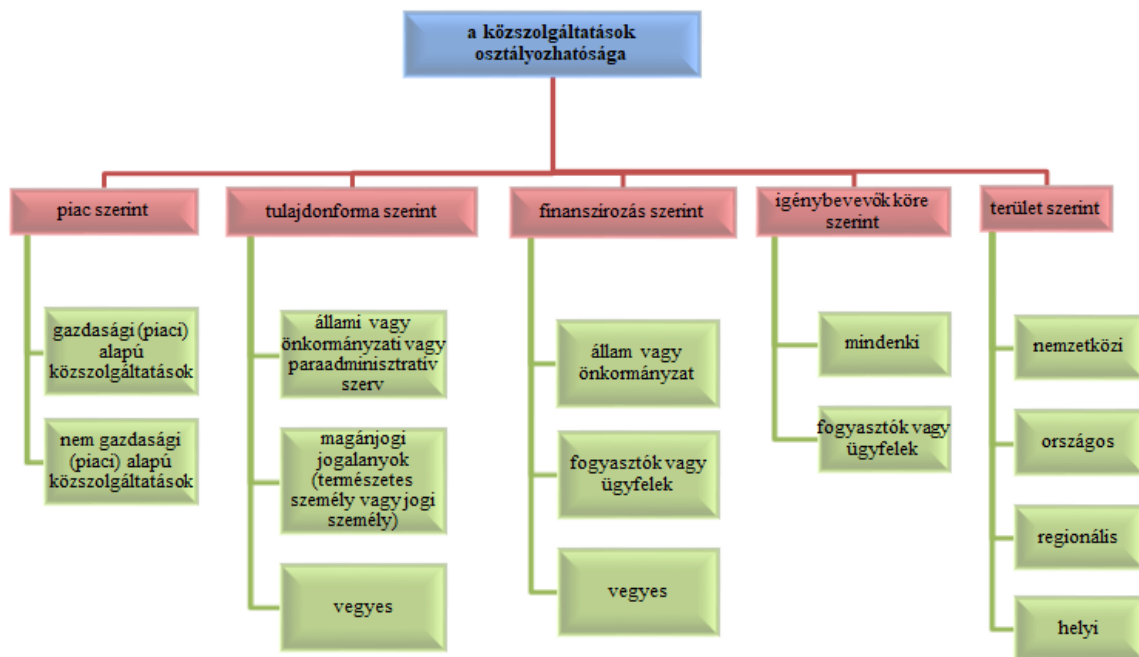 a közszolgáltatások
osztályozhatósága
piac szerint
gazdasági (piaci)
alapú
közszolgáltatások
nem gazdasági
(piaci) alapú
közszolgáltatások
tulajdonforma szerint
állami vagy
önkormányzati vagy
paraadminisztratív
szerv
magánjogi
jogalanyok
(természetes
személy vagy jogi
személy)
vegyes
finanszírozás szerint
állam vagy
önkormányzat
fogyasztók vagy
ügyfelek
vegyes
igénybevevők köre
szerint
mindenki
fogyasztók vagy
ügyfelek
terület szerint
nemzetközi
országos
regionális
helyi